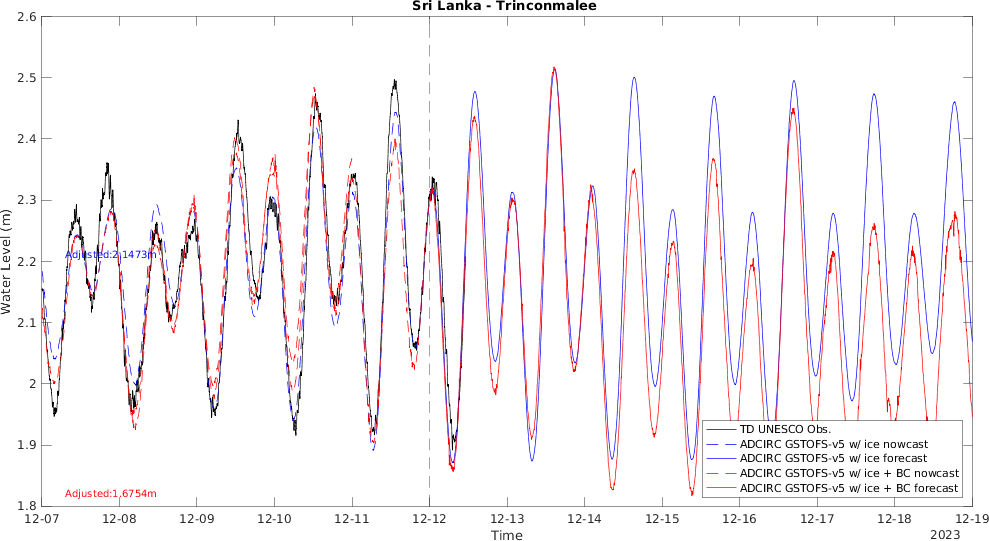 Sri Lanka - Trinconmalee
2.6
2.5
2.4
2.3
2.2
2.1
2
1.9
1.8
Water Level (m)
Adjusted:2.1473m
Adjusted:1.6754m
TD UNESCO Obs.
ADCIRC GSTOFS-v5 w/ ice nowcast
ADCIRC GSTOFS-v5 w/ ice forecast
ADCIRC GSTOFS-v5 w/ ice + BC nowcast
ADCIRC GSTOFS-v5 w/ ice + BC forecast
12-07 12-08 12-09 12-10 12-11 12-12 12-13 12-14 12-15 12-16 12-17 12-18 12-19
Time
2023